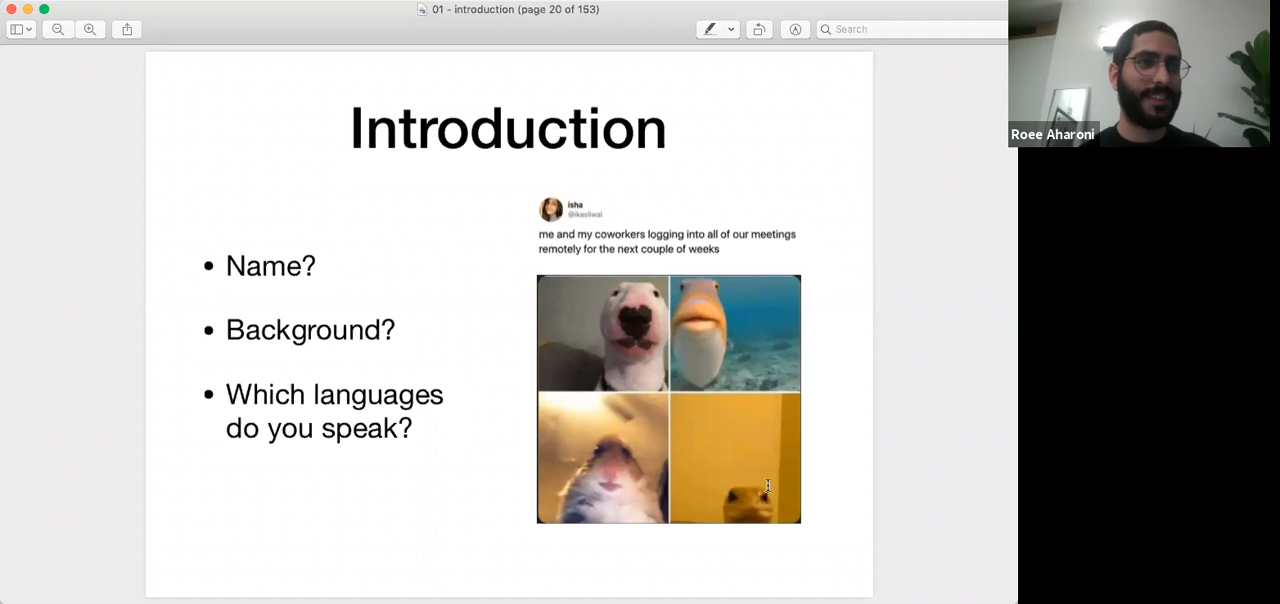 01 - introduction (page 20 of 153)
Search
Roee Aharoni
Introduction
• Name?
• Background?
• Which languages
do you speak?
isha
@ikasliwal
me and my coworkers logging into all of our meetings
remotely for the next couple of weeks